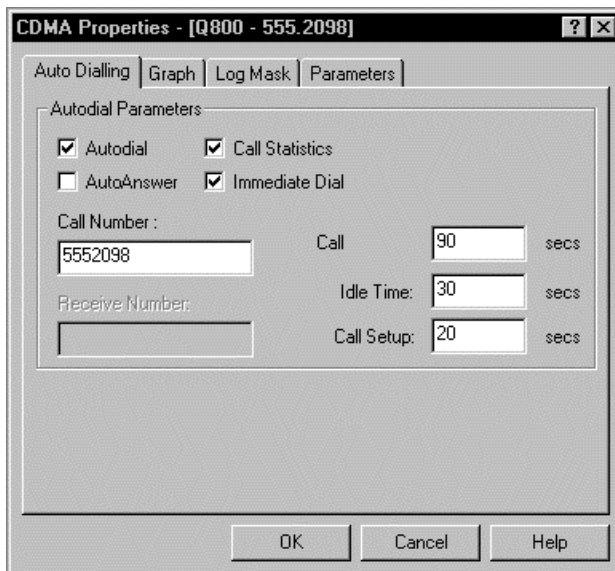 CDMA Properties - [Q800 - 555.2098]
Auto Dialling Graph Log Mask Parameters
Autodial Parameters
Autodial Call Statistics
AutoAnswer Immediate Dial
Call Number :
5552098
Call 90 secs
Receive Number:
Idle Time: 30 secs
Call Setup: 20 secs
OK Cancel Help